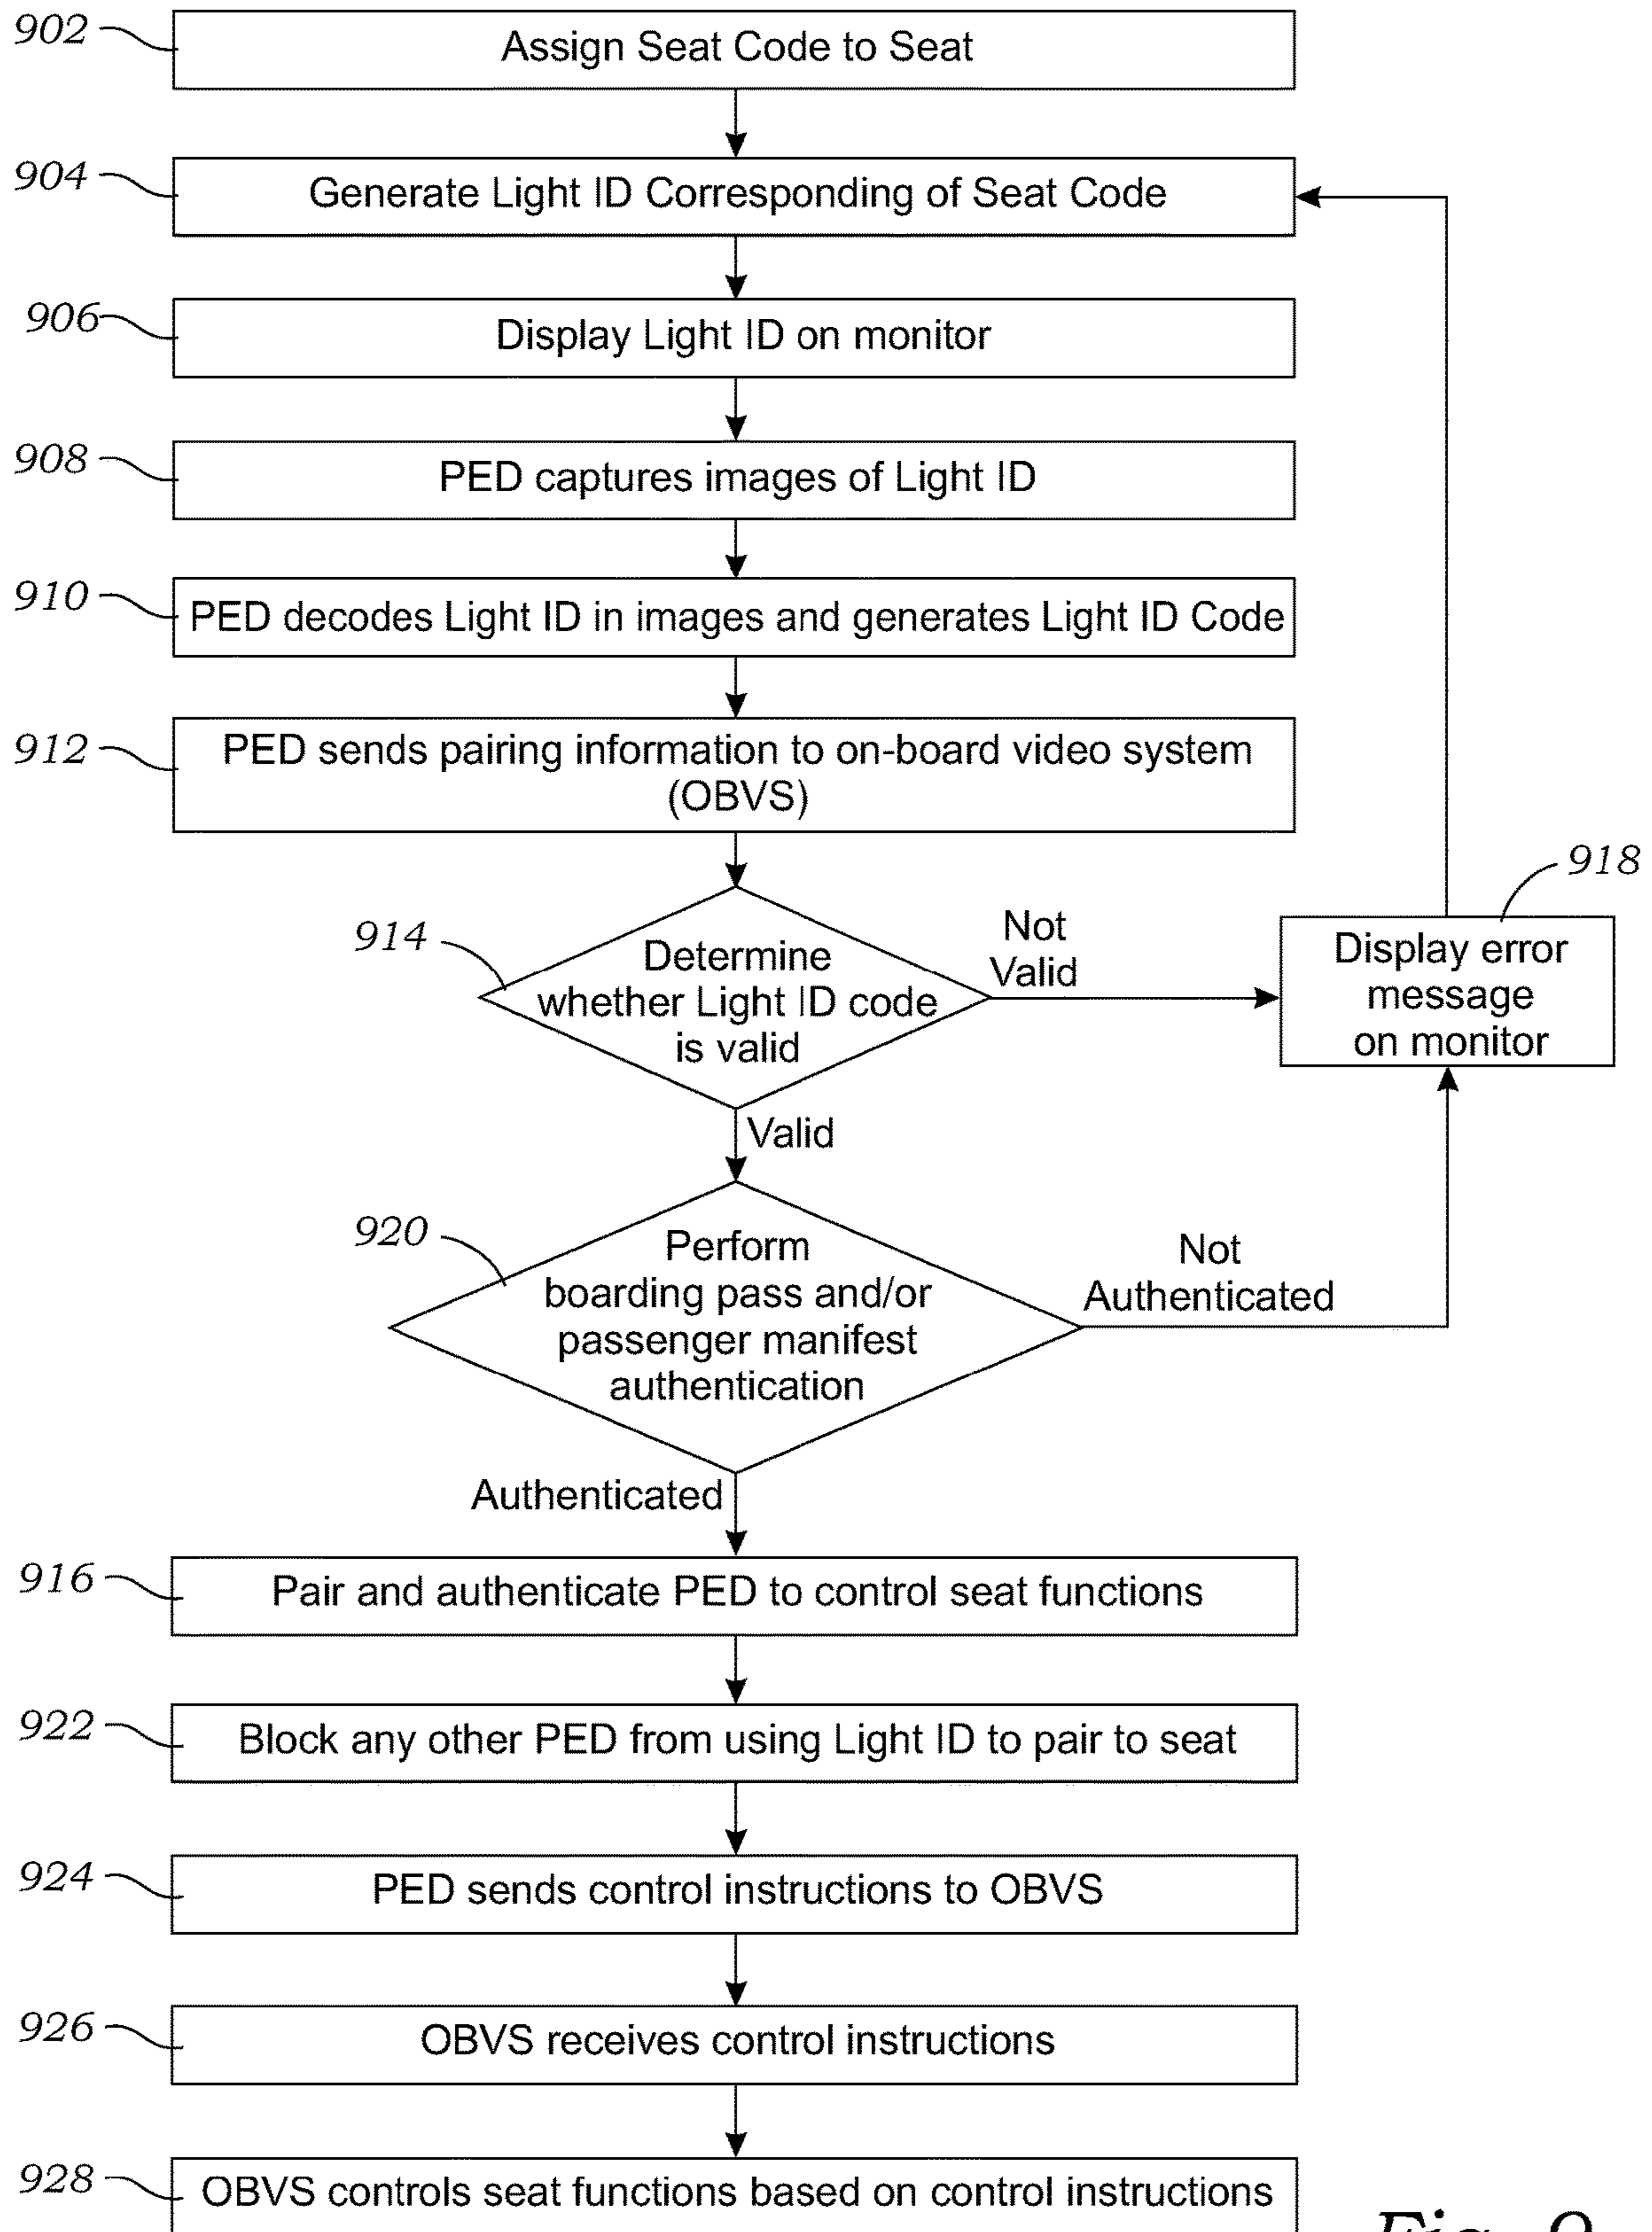 902
Assign Seat Code to Seat
904
Generate Light ID Corresponding of Seat Code
906
Display Light ID on monitor
908
PED captures images of Light ID
910
PED decodes Light ID in images and generates Light ID Code
912
PED sends pairing information to on-board video system
(OBVS)
914
Determine
whether Light ID code
is valid
Not
Valid
918
Display error
message
on monitor
Valid
920
Perform
boarding pass and/or
passenger manifest
authentication
Not
Authenticated
Authenticated
916
Pair and authenticate PED to control seat functions
922
Block any other PED from using Light ID to pair to seat
924
PED sends control instructions to OBVS
926
OBVS receives control instructions
928
OBVS controls seat functions based on control instructions